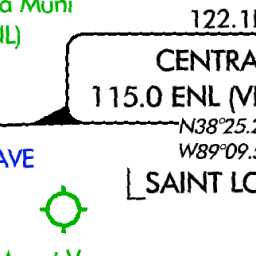 a Muni
NL)
122.1
CENTRA
115.0 ENL (V
N38°25.2
W89°09.5
AVE
SAINT LO